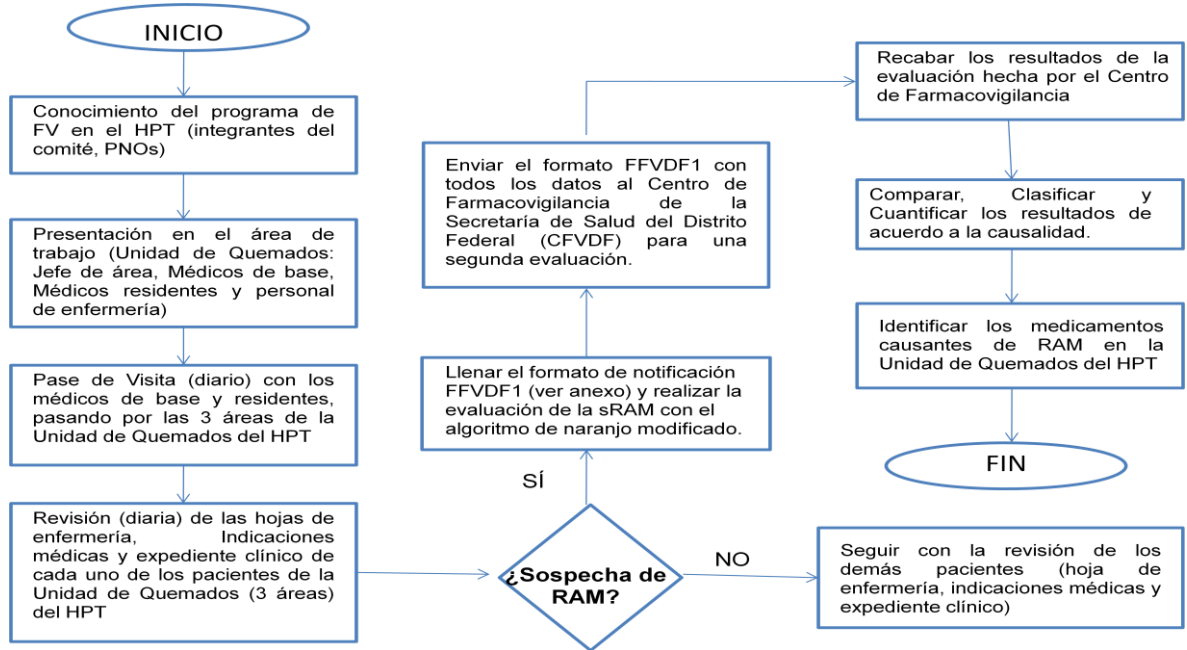 INICIO
Conocimiento del programa de
FV en el HPT (integrantes del
comité, PNOs)
Presentación en el área de
trabajo (Unidad de Quemados:
Jefe de área, Médicos de base,
Médicos residentes y personal
de enfermería)
Pase de Visita (diario) con los
médicos de base y residentes,
pasando por las 3 áreas de la
Unidad de Quemados del HPT
Revisión (diaria) de las hojas de
enfermería, Indicaciones
médicas y expediente clínico de
cada uno de los pacientes de la
Unidad de Quemados (3 áreas)
del HPT
¿Sospecha de
RAM?
SÍ
Llenar el formato de notificación
FFVDF1 (ver anexo) y realizar la
evaluación de la sRAM con el
algoritmo de naranjo modificado.
Enviar el formato FFVDF1 con
todos los datos al Centro de
Farmacovigilancia de la
Secretaría de Salud del Distrito
Federal (CFVDF) para una
segunda evaluación.
Recabar los resultados de la
evaluación hecha por el Centro
de Farmacovigilancia
Comparar, Clasificar y
Cuantificar los resultados de
acuerdo a la causalidad.
Identificar los medicamentos
causantes de RAM en la
Unidad de Quemados del HPT
FIN
NO
Seguir con la revisión de los
demás pacientes (hoja de
enfermería, indicaciones médicas y
expediente clínico)